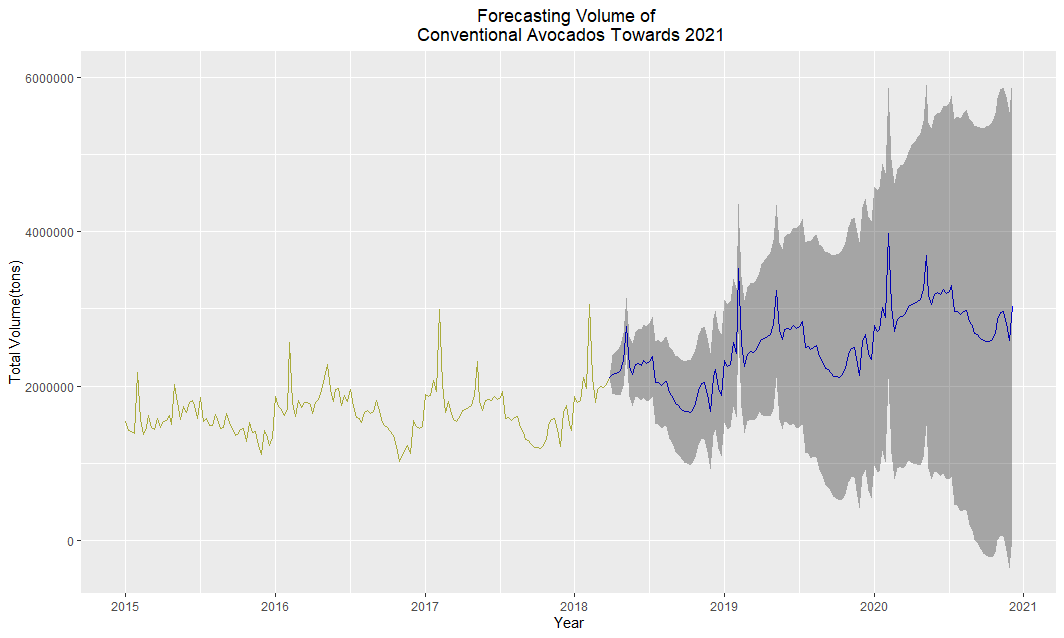 Forecasting Volume of
Conventional Avocados Towards 2021
Total Volume(tons)
6000000
4000000
2000000
0
2015 2016 2017 2018 2019 2020 2021
Year